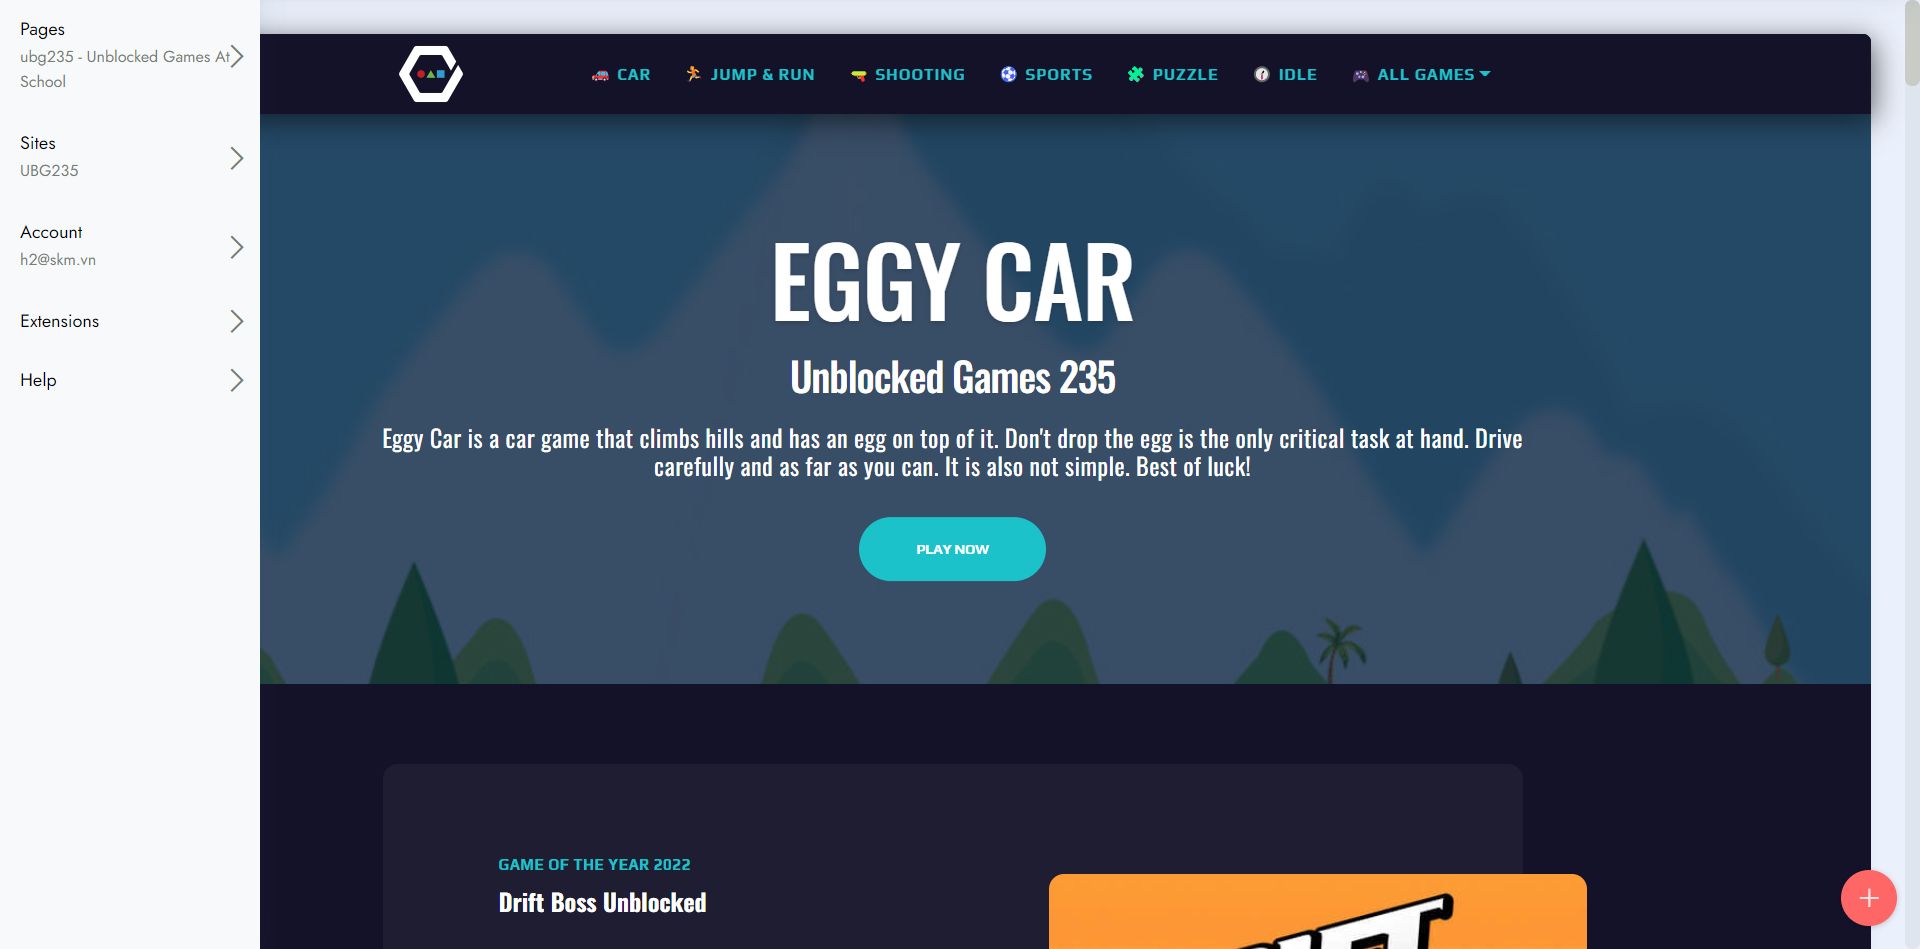 Pages
ubg235 - Unblocked Games At
School
Sites
UBG235
Account
h2@skm.vn
Extensions
Help
CAR
JUMP & RUN
SHOOTING
SPORTS
PUZZLE
IDLE
ALL GAMES
EGGY CAR
Unblocked Games 235
Eggy Car is a car game that climbs hills and has an egg on top of it. Don't drop the egg is the only critical task at hand. Drive
carefully and as far as you can. It is also not simple. Best of luck!
PLAY NOW
GAME OF THE YEAR 2022
Drift Boss Unblocked